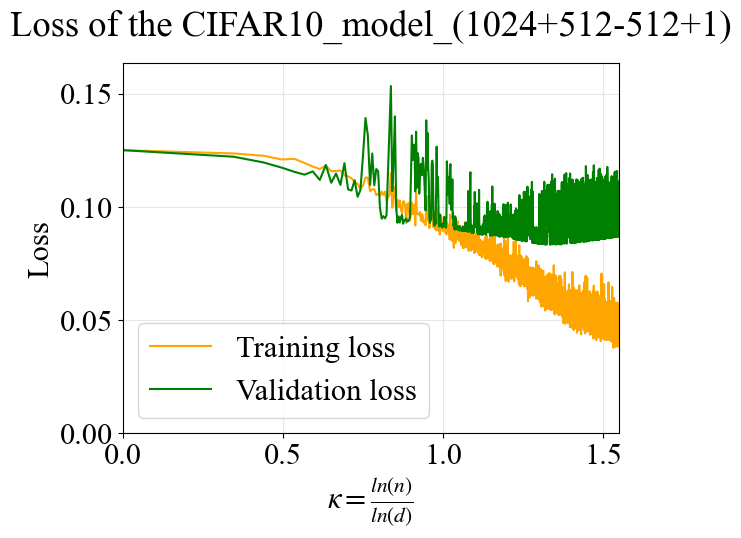 Loss of the CIFAR10_model_(1024+512-512+1)
0.15
0.10
0.05
0.00
Loss
Training loss
Validation loss
0.0 0.5 1.0 1.5
κ = ln(n) / ln(d)